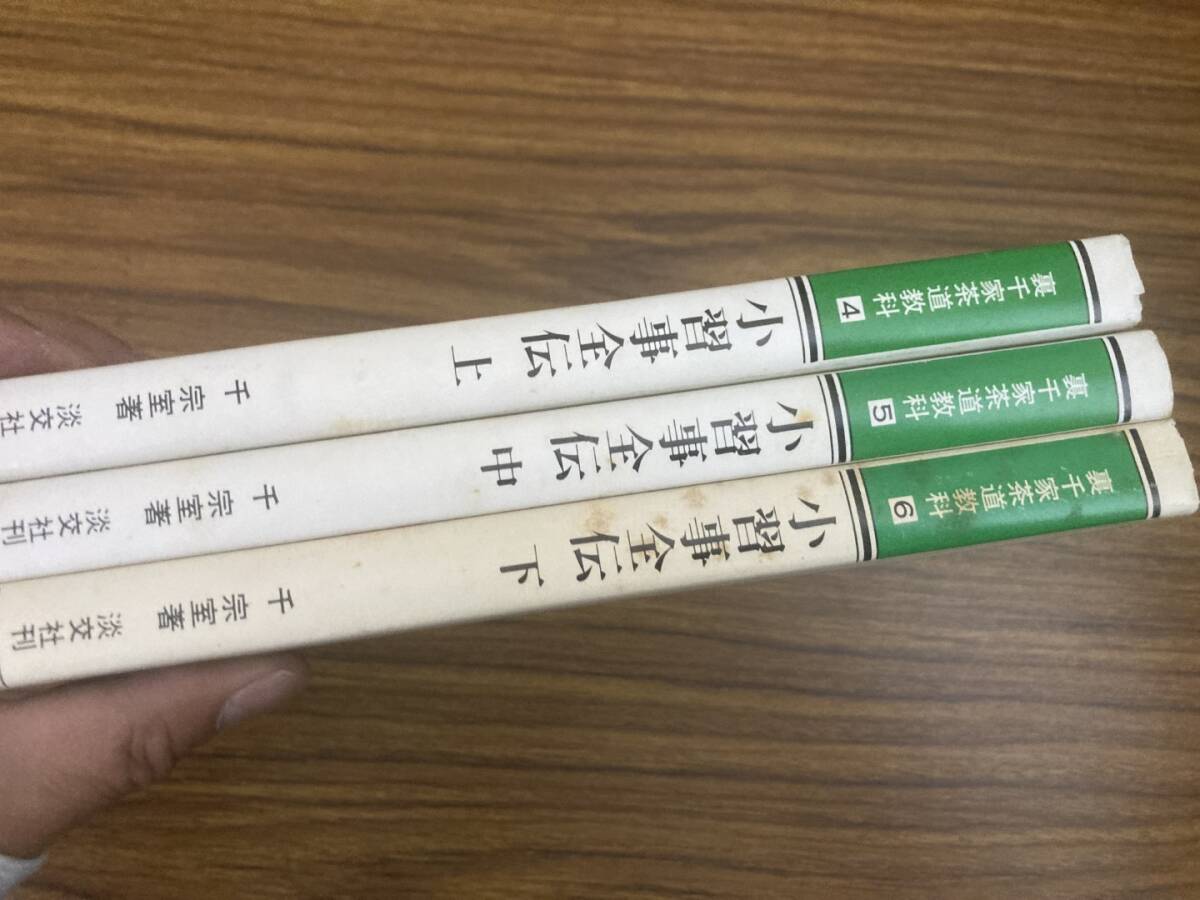 裏千家茶道教科
4
小習事全伝 上
千 宗室著
淡交社
裏千家茶道教科
5
小習事全伝 中
千 宗室著
淡交社刊
裏千家茶道教科
6
小習事全伝 下
千 宗室著
淡交社刊